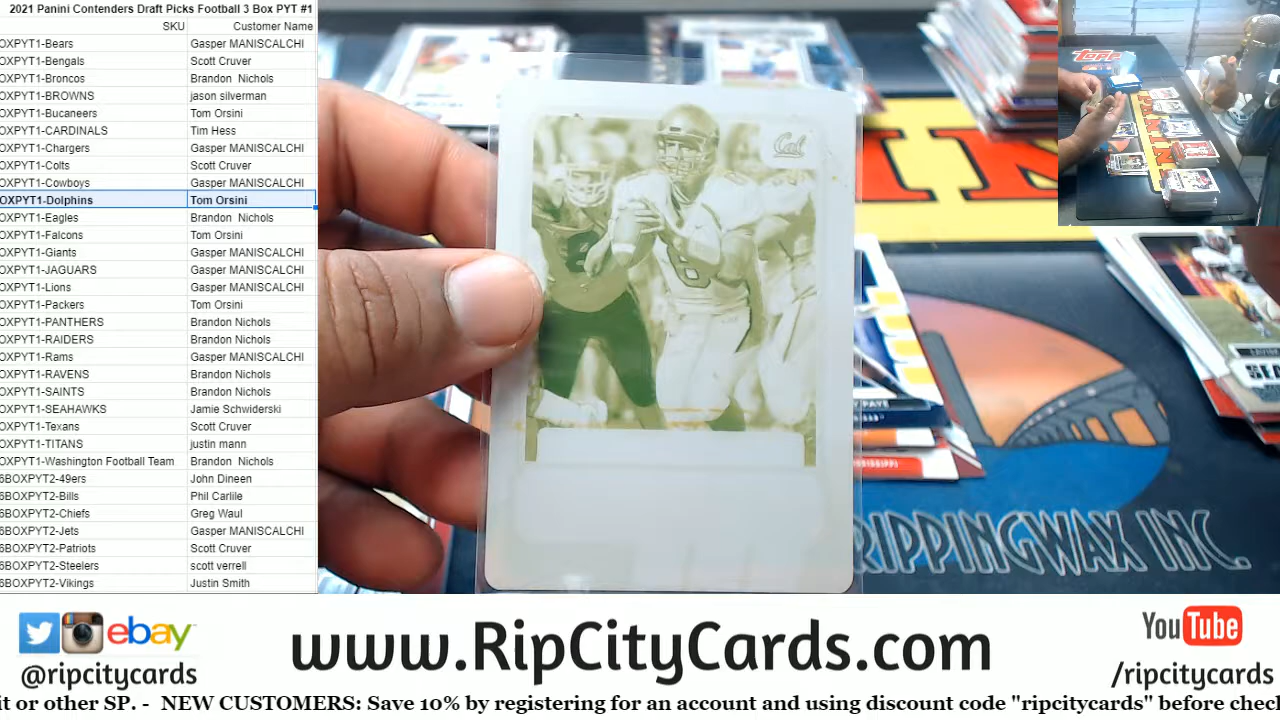 2021 Panini Contenders Draft Picks Football 3 Box PYT #1
SKU Customer Name
OXPYT1-Bears Gasper MANISCALCHI
OXPYT1-Bengals Scott Cruver
OXPYT1-Broncos Brandon Nichols
OXPYT1-BROWNS jason silverman
OXPYT1-Bucaneers Tom Orsini
OXPYT1-CARDINALS Tim Hess
OXPYT1-Chargers Gasper MANISCALCHI
OXPYT1-Colts Scott Cruver
OXPYT1-Cowboys Gasper MANISCALCHI
OXPYT1-Dolphins Tom Orsini
OXPYT1-Eagles Brandon Nichols
OXPYT1-Falcons Tom Orsini
OXPYT1-Giants Gasper MANISCALCHI
OXPYT1-JAGUARS Gasper MANISCALCHI
OXPYT1-Lions Gasper MANISCALCHI
OXPYT1-Packers Tom Orsini
OXPYT1-PANTHERS Brandon Nichols
OXPYT1-RAIDERS Brandon Nichols
OXPYT1-Rams Gasper MANISCALCHI
OXPYT1-RAVENS Brandon Nichols
OXPYT1-SAINTS Brandon Nichols
OXPYT1-SEAHAWKS Jamie Schwiderski
OXPYT1-Texans Scott Cruver
OXPYT1-TITANS justin mann
OXPYT1-Washington Football Team Brandon Nichols
6BOXPYT2-49ers John Dineen
6BOXPYT2-Bills Phil Carlile
6BOXPYT2-Chiefs Greg Waul
6BOXPYT2-Jets Gasper MANISCALCHI
6BOXPYT2-Patriots Scott Cruver
6BOXPYT2-Steelers scott verrell
6BOXPYT2-Vikings Justin Smith
Cal
8
PAYE
MISSISSIPPI
RIPPINGWAX INC.
Topps
PANINI
ebay
@ripcitycards
www.RipCityCards.com
YouTube
/ripcitycards
it or other SP. - NEW CUSTOMERS: Save 10% by registering for an account and using discount code "ripcitycards" before chec